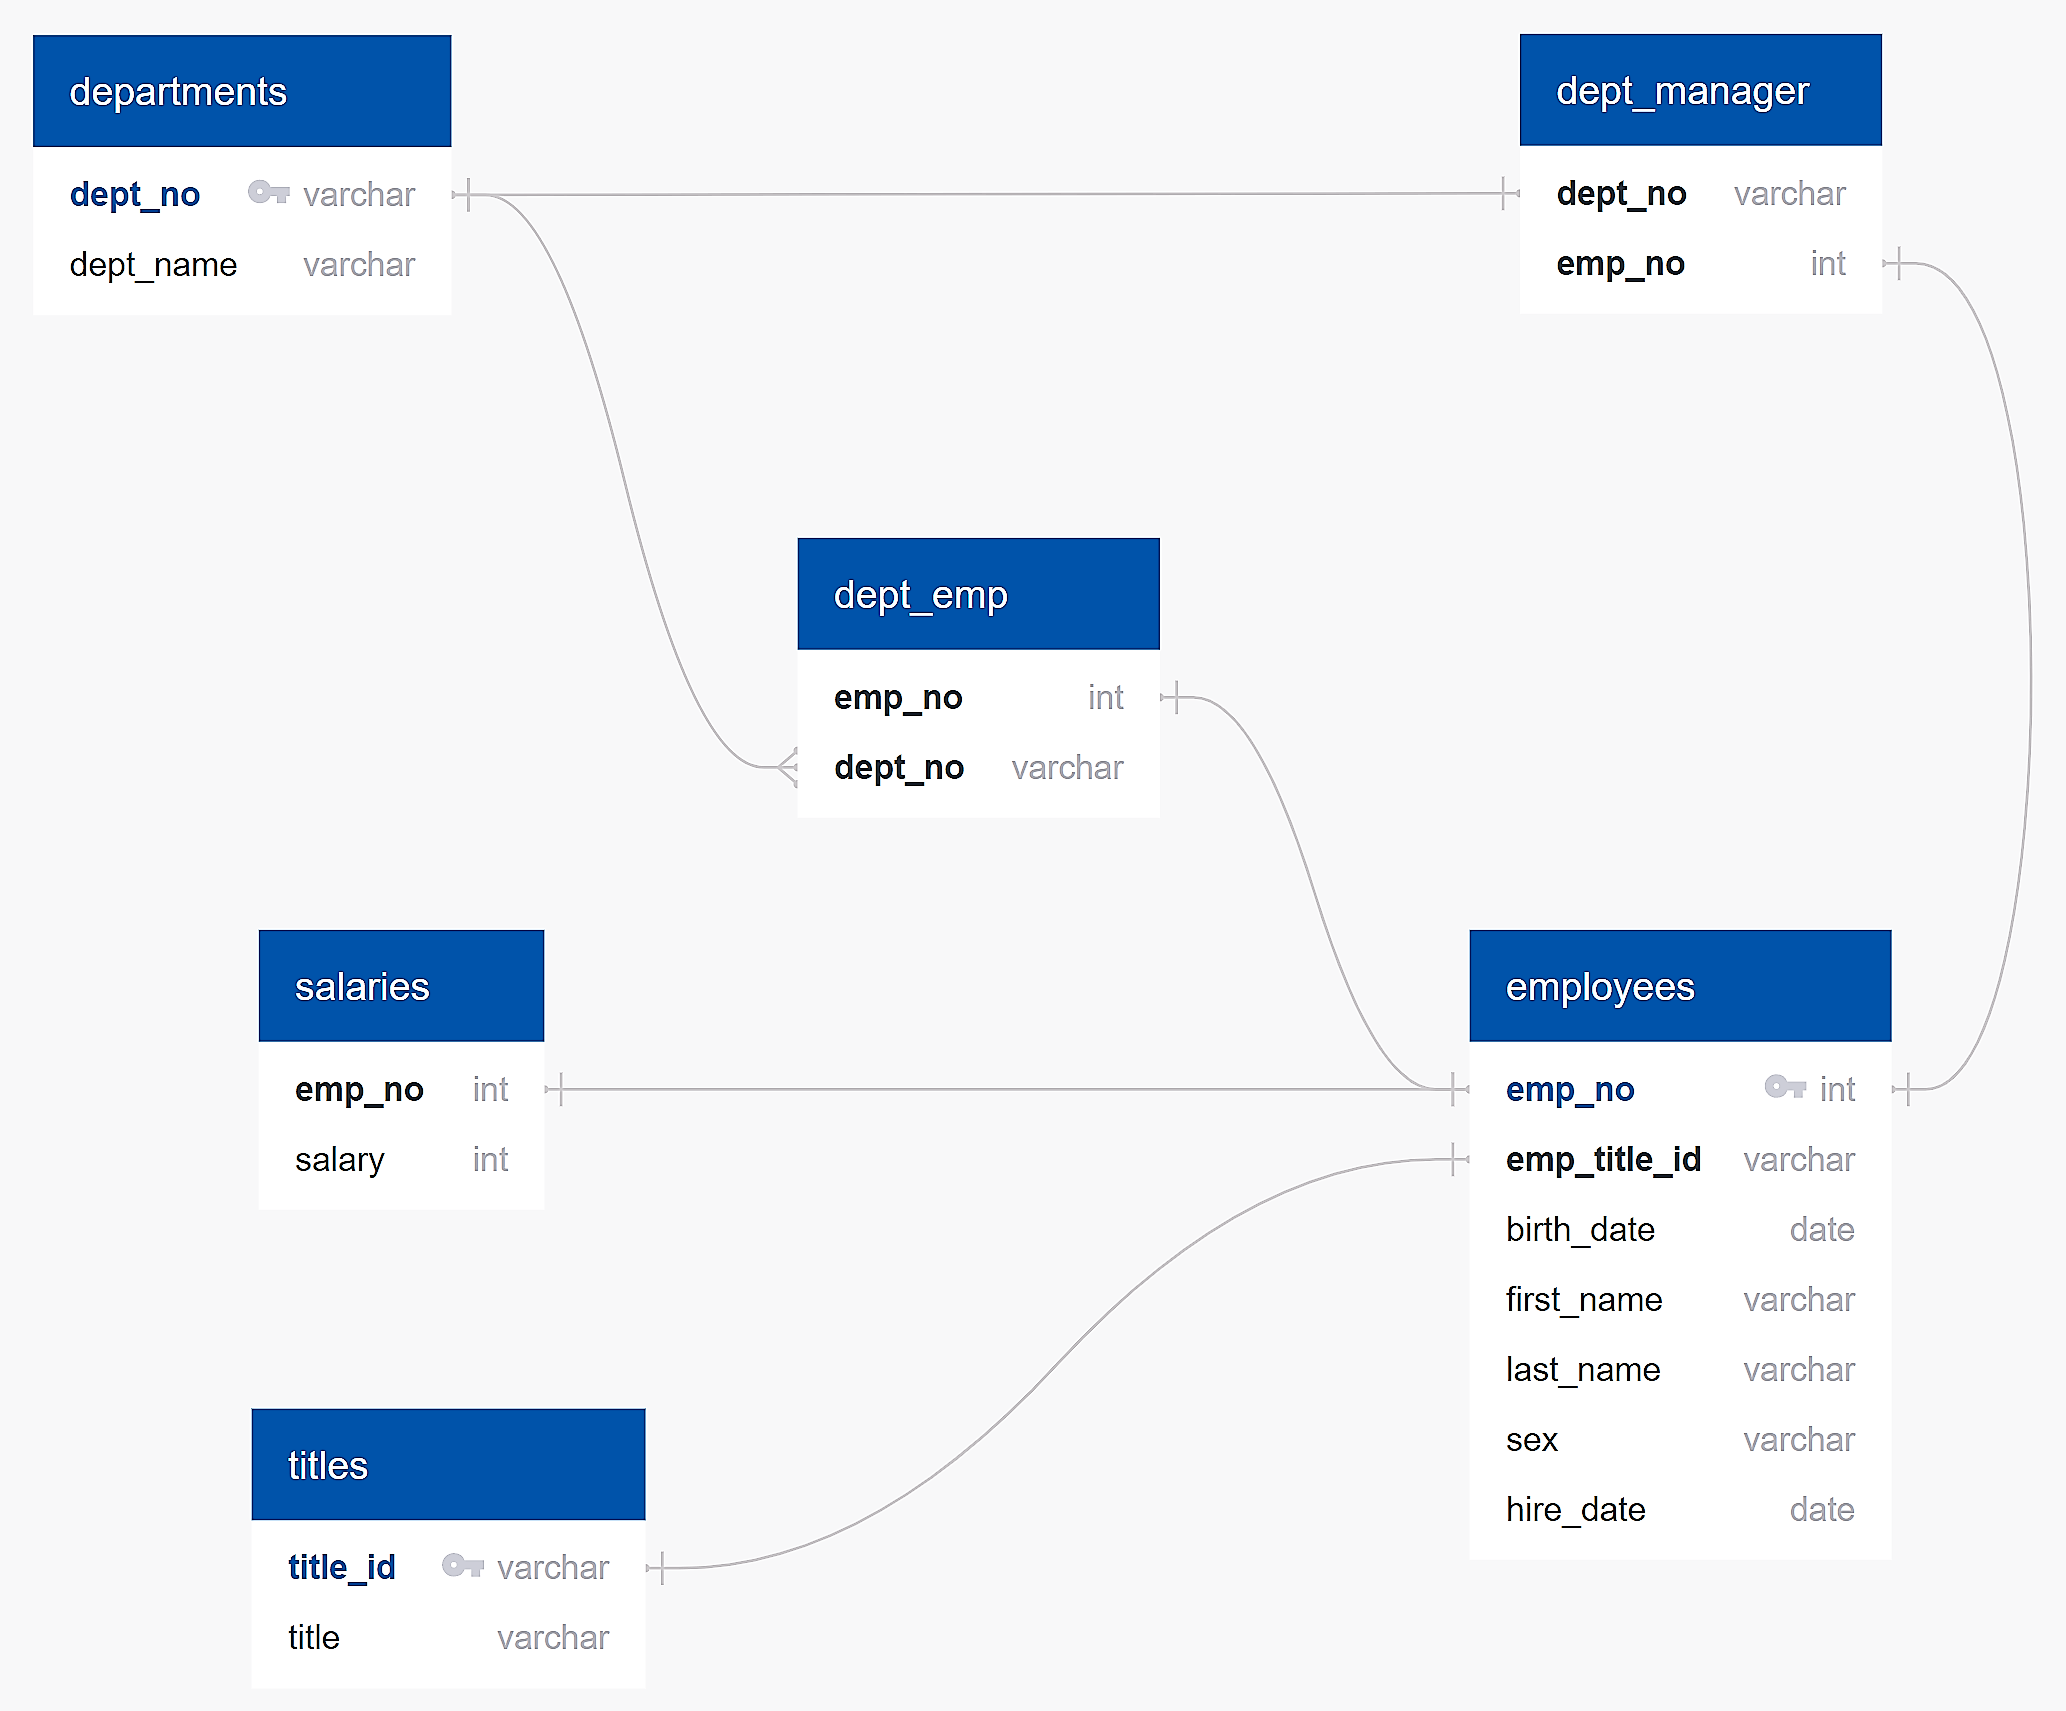 departments
dept_no varchar
dept_name varchar
dept_manager
dept_no varchar
emp_no int
dept_emp
emp_no int
dept_no varchar
salaries
emp_no int
salary int
employees
emp_no int
emp_title_id varchar
birth_date date
first_name varchar
last_name varchar
sex varchar
hire_date date
titles
title_id varchar
title varchar